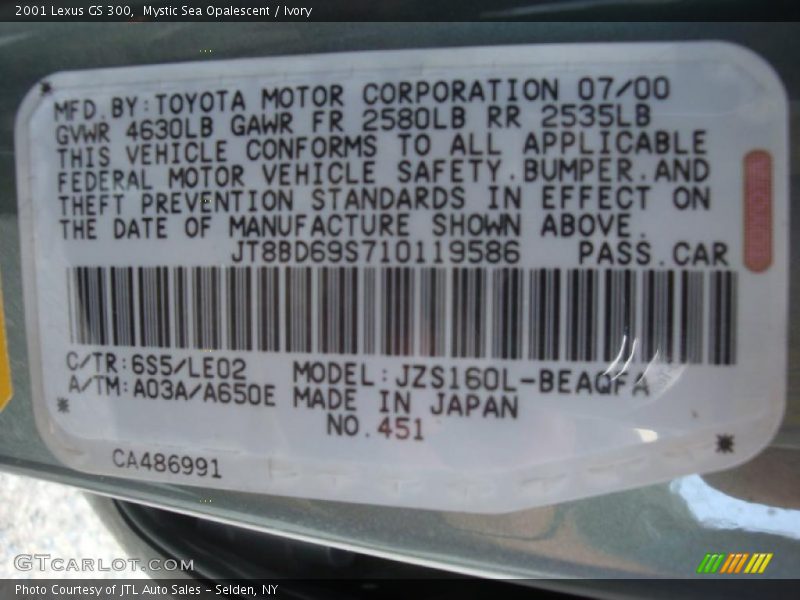 2001 Lexus GS 300, Mystic Sea Opalescent / Ivory
MFD.BY:TOYOTA MOTOR CORPORATION 07/00
GVWR 4630LB GAWR FR 2580LB RR 2535LB
THIS VEHICLE CONFORMS TO ALL APPLICABLE
FEDERAL MOTOR VEHICLE SAFETY.BUMPER.AND
THEFT PREVENTION STANDARDS IN EFFECT ON
THE DATE OF MANUFACTURE SHOWN ABOVE.
JT8BD69S710119586 PASS.CAR
C/TR:6S5/LE02 MODEL:JZS160L-BEAQFA
A/TM:A03A/A650E MADE IN JAPAN
NO.451
CA486991
GTCARLOT.COM
Photo Courtesy of JTL Auto Sales - Selden, NY